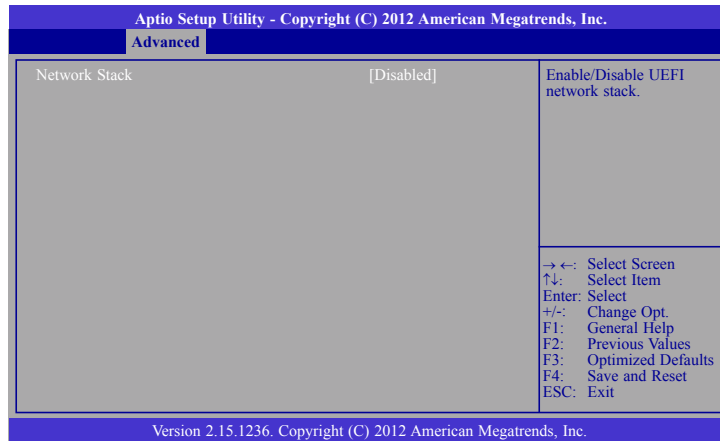 Aptio Setup Utility - Copyright (C) 2012 American Megatrends, Inc.
Advanced
Network Stack [Disabled]
Enable/Disable UEFI
network stack.
→ ←: Select Screen
↑↓: Select Item
Enter: Select
+/-: Change Opt.
F1: General Help
F2: Previous Values
F3: Optimized Defaults
F4: Save and Reset
ESC: Exit
Version 2.15.1236. Copyright (C) 2012 American Megatrends, Inc.